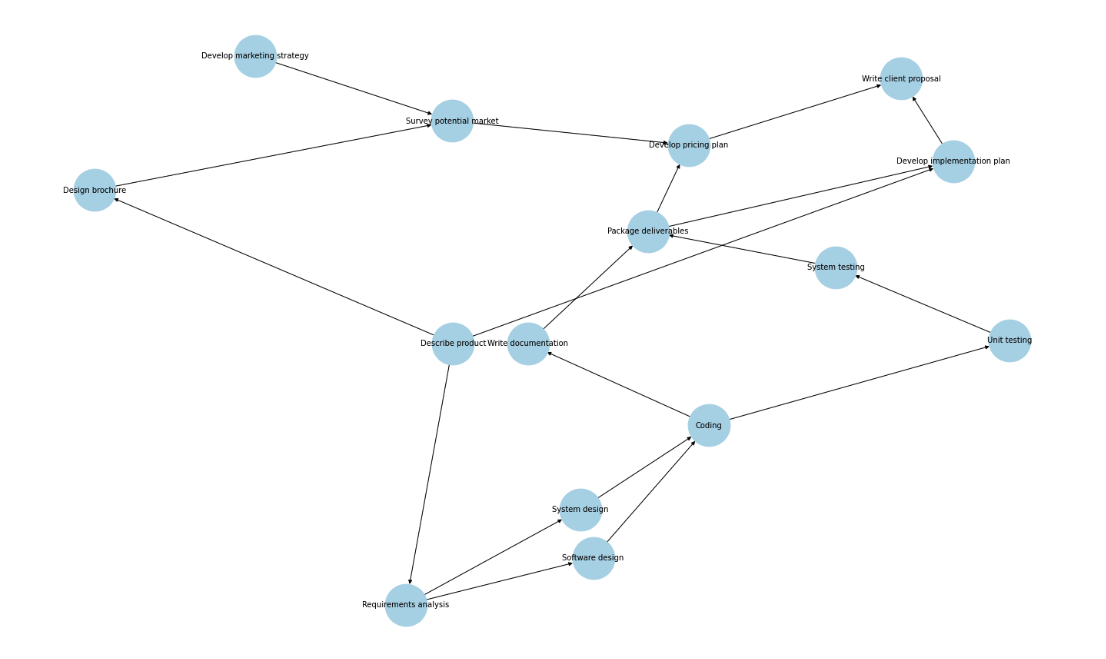 Develop marketing strategy
Write client proposal
Survey potential market
Develop pricing plan
Develop implementation plan
Design brochure
Package deliverables
System testing
Describe product
Write documentation
Unit testing
Coding
System design
Software design
Requirements analysis